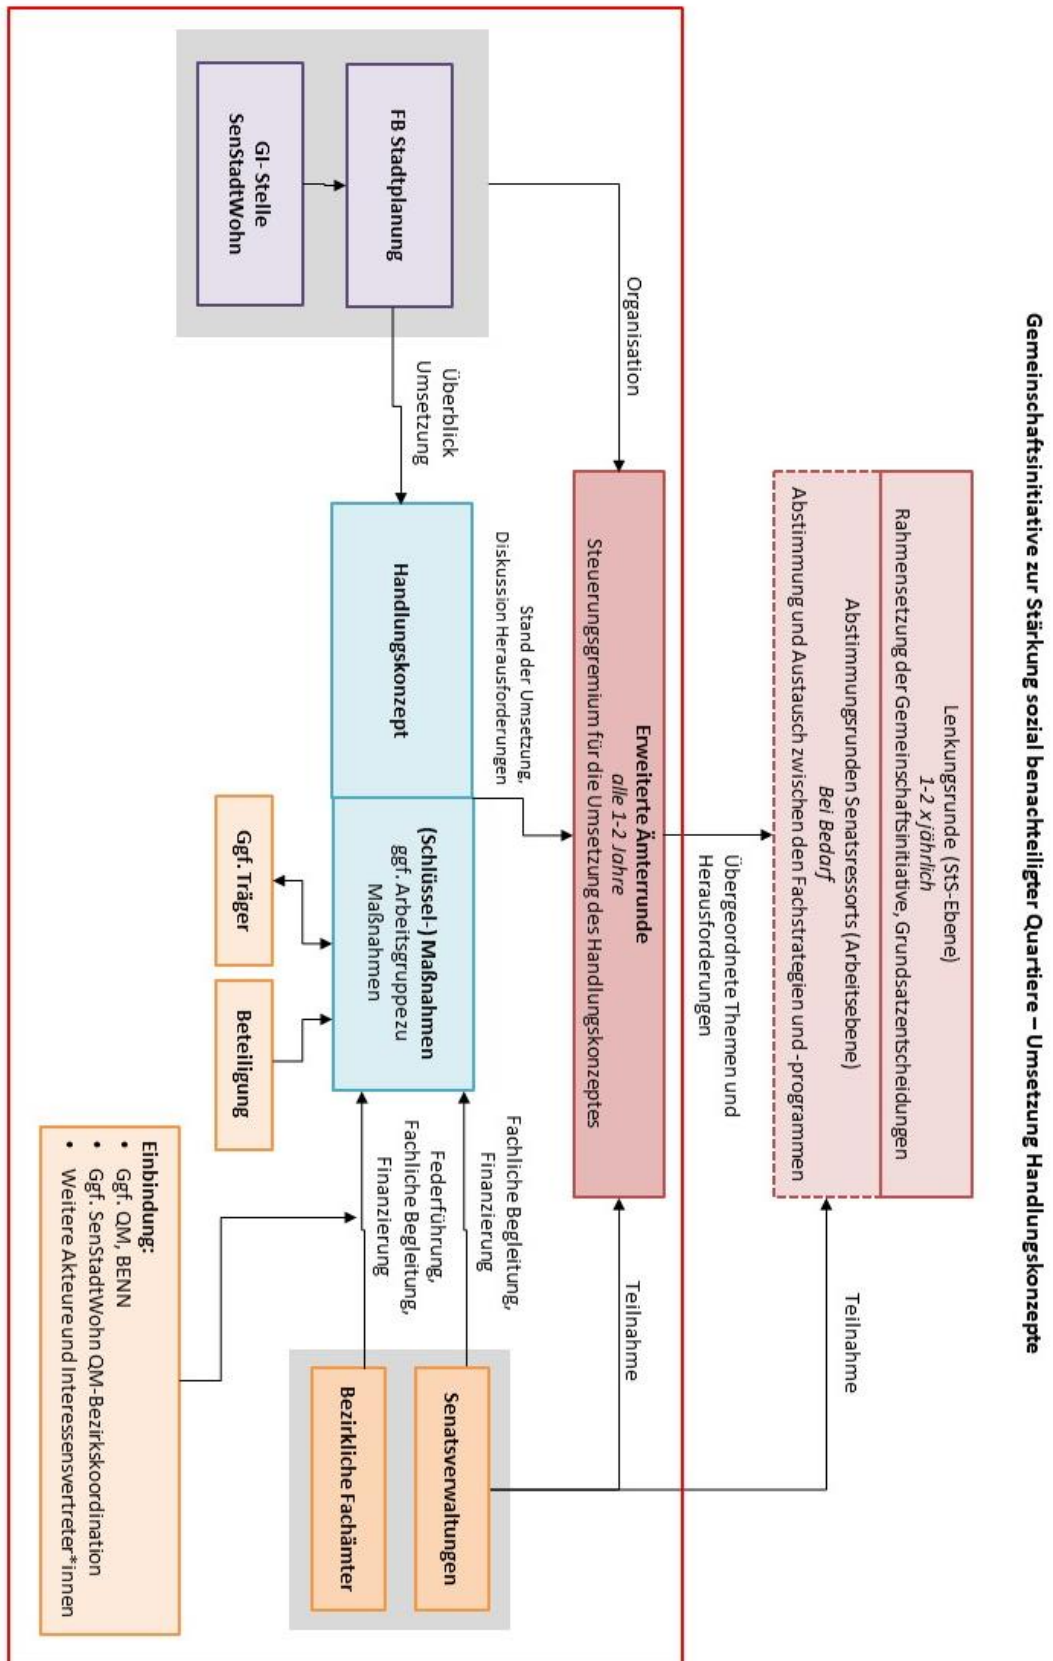 Gemeinschaftsinitiative zur Stärkung sozial benachteiligter Quartiere – Umsetzung Handlungskonzepte
Lenkungsrunde (StS-Ebene)
1-2 x jährlich
Rahmensetzung der Gemeinschaftsinitiative, Grundsatzentscheidungen
Abstimmungsrunden Senatsressorts (Arbeitsebene)
Bei Bedarf
Abstimmung und Austausch zwischen den Fachstrategien und -programmen
Teilnahme
Übergeordnete Themen und
Herausforderungen
Organisation
Erweiterte Ämterrunde
alle 1-2 Jahre
Steuerungsgremium für die Umsetzung des Handlungskonzeptes
Teilnahme
Stand der Umsetzung,
Diskussion Herausforderungen
FB Stadtplanung
GI- Stelle
SenStadtWohn
Überblick
Umsetzung
Handlungskonzept
(Schlüssel-) Maßnahmen
ggf. Arbeitsgruppe zu
Maßnahmen
Fachliche Begleitung,
Finanzierung
Federführung,
Fachliche Begleitung,
Finanzierung
Senatsverwaltungen
Bezirkliche Fachämter
Ggf. Träger
Beteiligung
Einbindung:
• Ggf. QM, BENN
• Ggf. SenStadtWohn QM-Bezirkskoordination
• Weitere Akteure und Interessensvertreter*innen